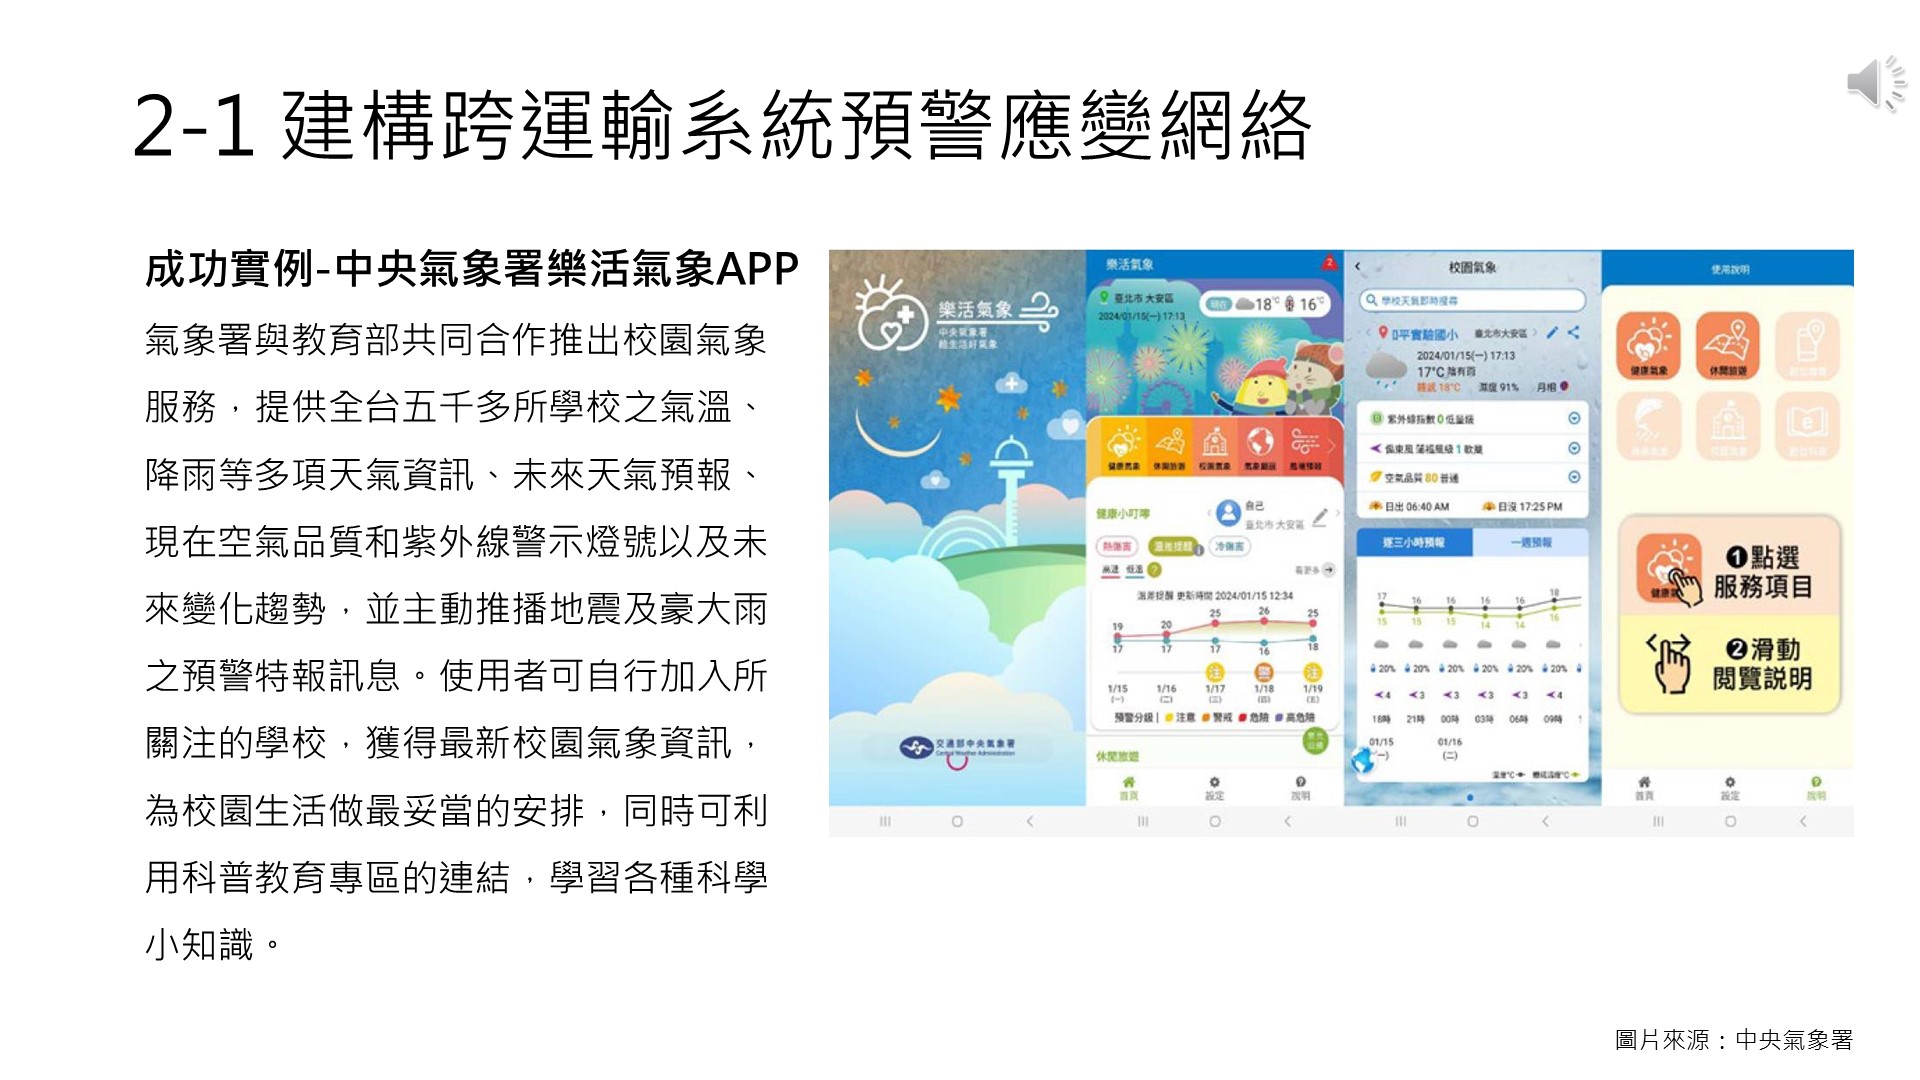 2-1 建構跨運輸系統預警應變網絡
成功實例-中央氣象署樂活氣象APP
氣象署與教育部共同合作推出校園氣象
服務，提供全台五千多所學校之氣溫、
降雨等多項天氣資訊、未來天氣預報、
現在空氣品質和紫外線警示燈號以及未
來變化趨勢，並主動推播地震及豪大雨
之預警特報訊息。使用者可自行加入所
關注的學校，獲得最新校園氣象資訊，
為校園生活做最妥當的安排，同時可利
用科普教育專區的連結，學習各種科學
小知識。
樂活氣象
中央氣象署
給生活好氣象
交通部中央氣象署
Central Weather Administration
樂活氣象
2
臺北市 大安區
2024/01/15(一) 17:13
現在 18°C 16°C
健康氣象 休閒旅遊 校園氣象
健康小叮嚀
自己
臺北市 大安區
熱傷害 溫差提醒 冷傷害
高溫 低溫 ?
看更多
溫差提醒 更新時間 2024/01/15 12:34
19 20 25 26 25
17 17 17 16 18
注 警 注
1/15 1/16 1/17 1/18 1/19
(一) (二) (三) (四) (五)
預警分級 | 注意 警戒 危險 高危險
休閒旅遊
首頁 設定 說明
校園氣象
學校天氣即時搜尋
平實驗國小 臺北市大安區
2024/01/15(一) 17:13
17°C 陰有雨
體感 18°C 濕度 91% 月相
紫外線指數 0 低量級
偏東風 蒲福風級 1 軟風
空氣品質 80 普通
日出 06:40 AM 日沒 17:25 PM
逐三小時預報 一週預報
17 16 16 16 16 18
15 15 15 14 14 16
20% 20% 20% 20% 20% 20%
4 3 3 3 3 4
18時 21時 00時 03時 06時 09時
01/15 01/16
(一) (二)
溫度°C 體感溫度°C
使用說明
健康氣象 休閒旅遊
❶點選
服務項目
❷滑動
閱覽說明
首頁 設定 說明
圖片來源：中央氣象署